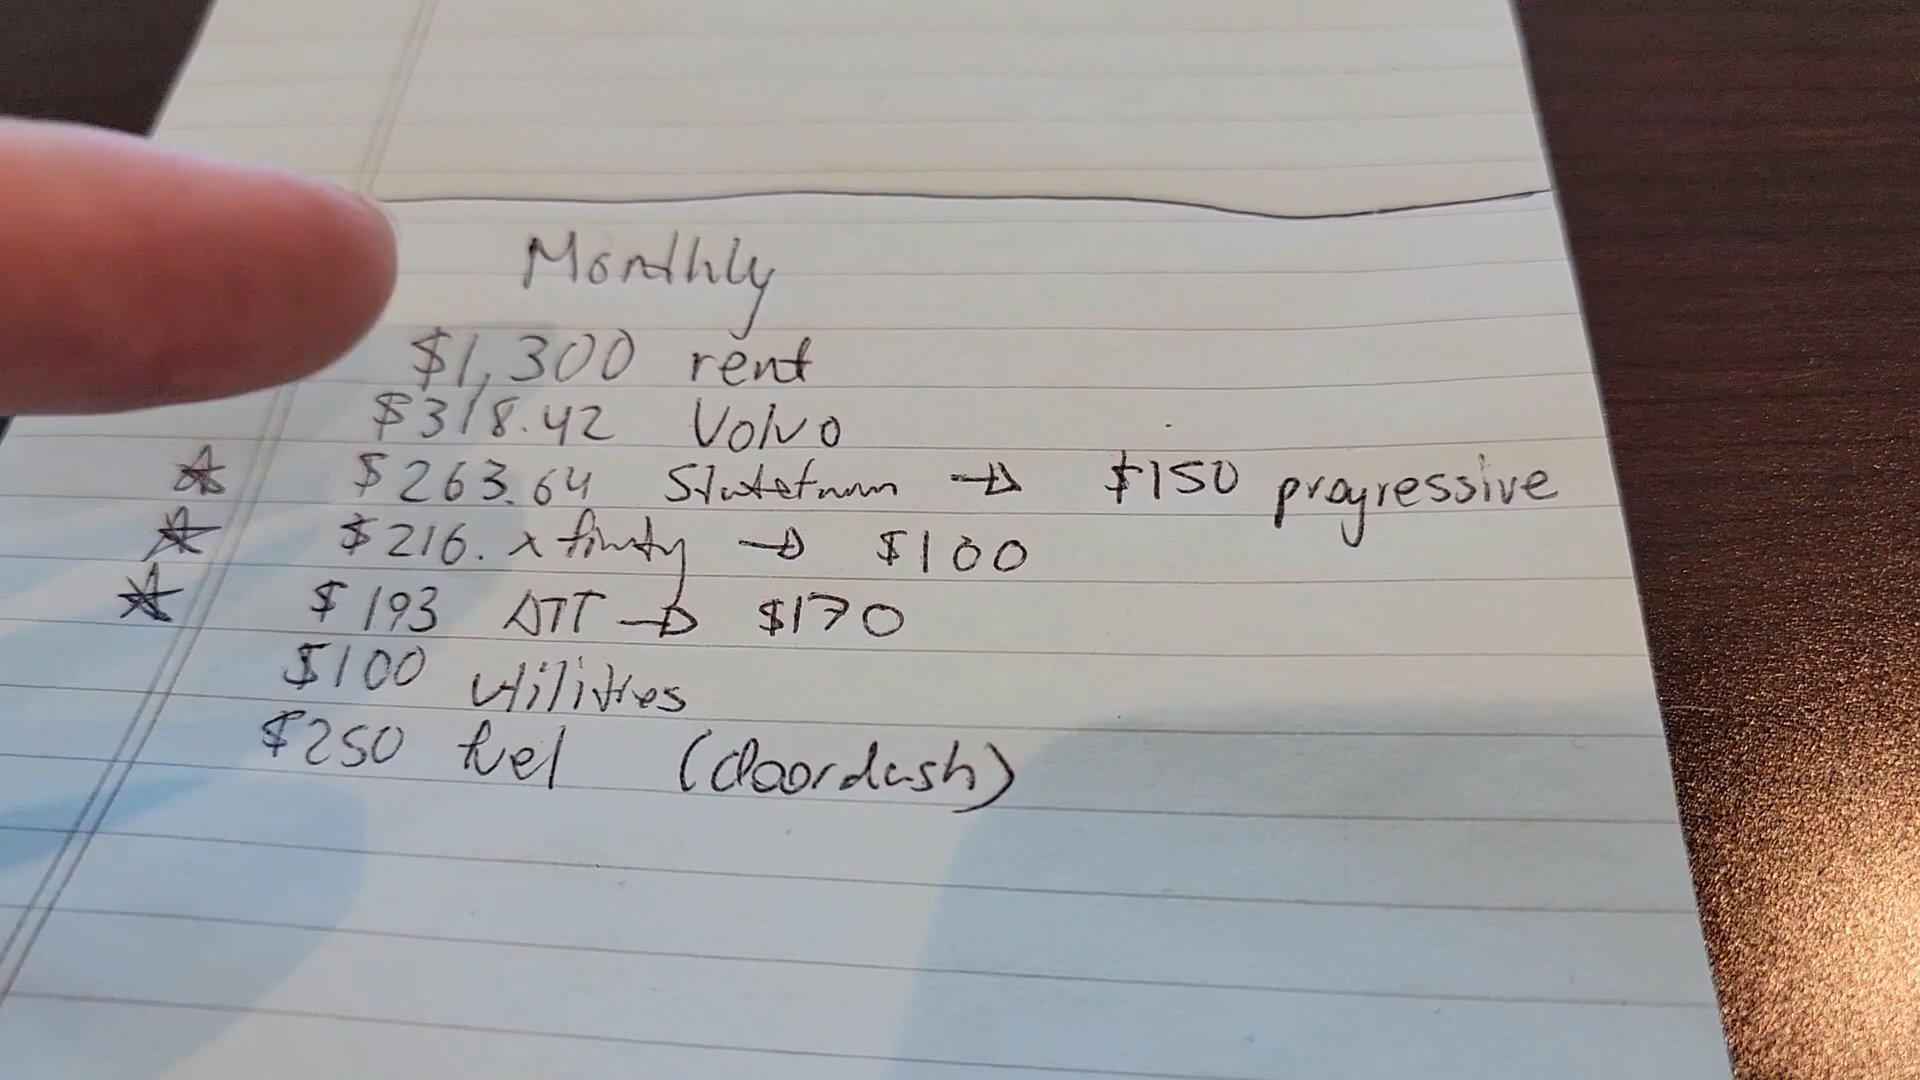 Monthly
$1,300 rent
$318.42 Volvo
☆ $263.64 Statefarm → $150 progressive
☆ $216. xfinity → $100
☆ $193 ATT → $170
$100 utilities
$250 fuel (doordash)